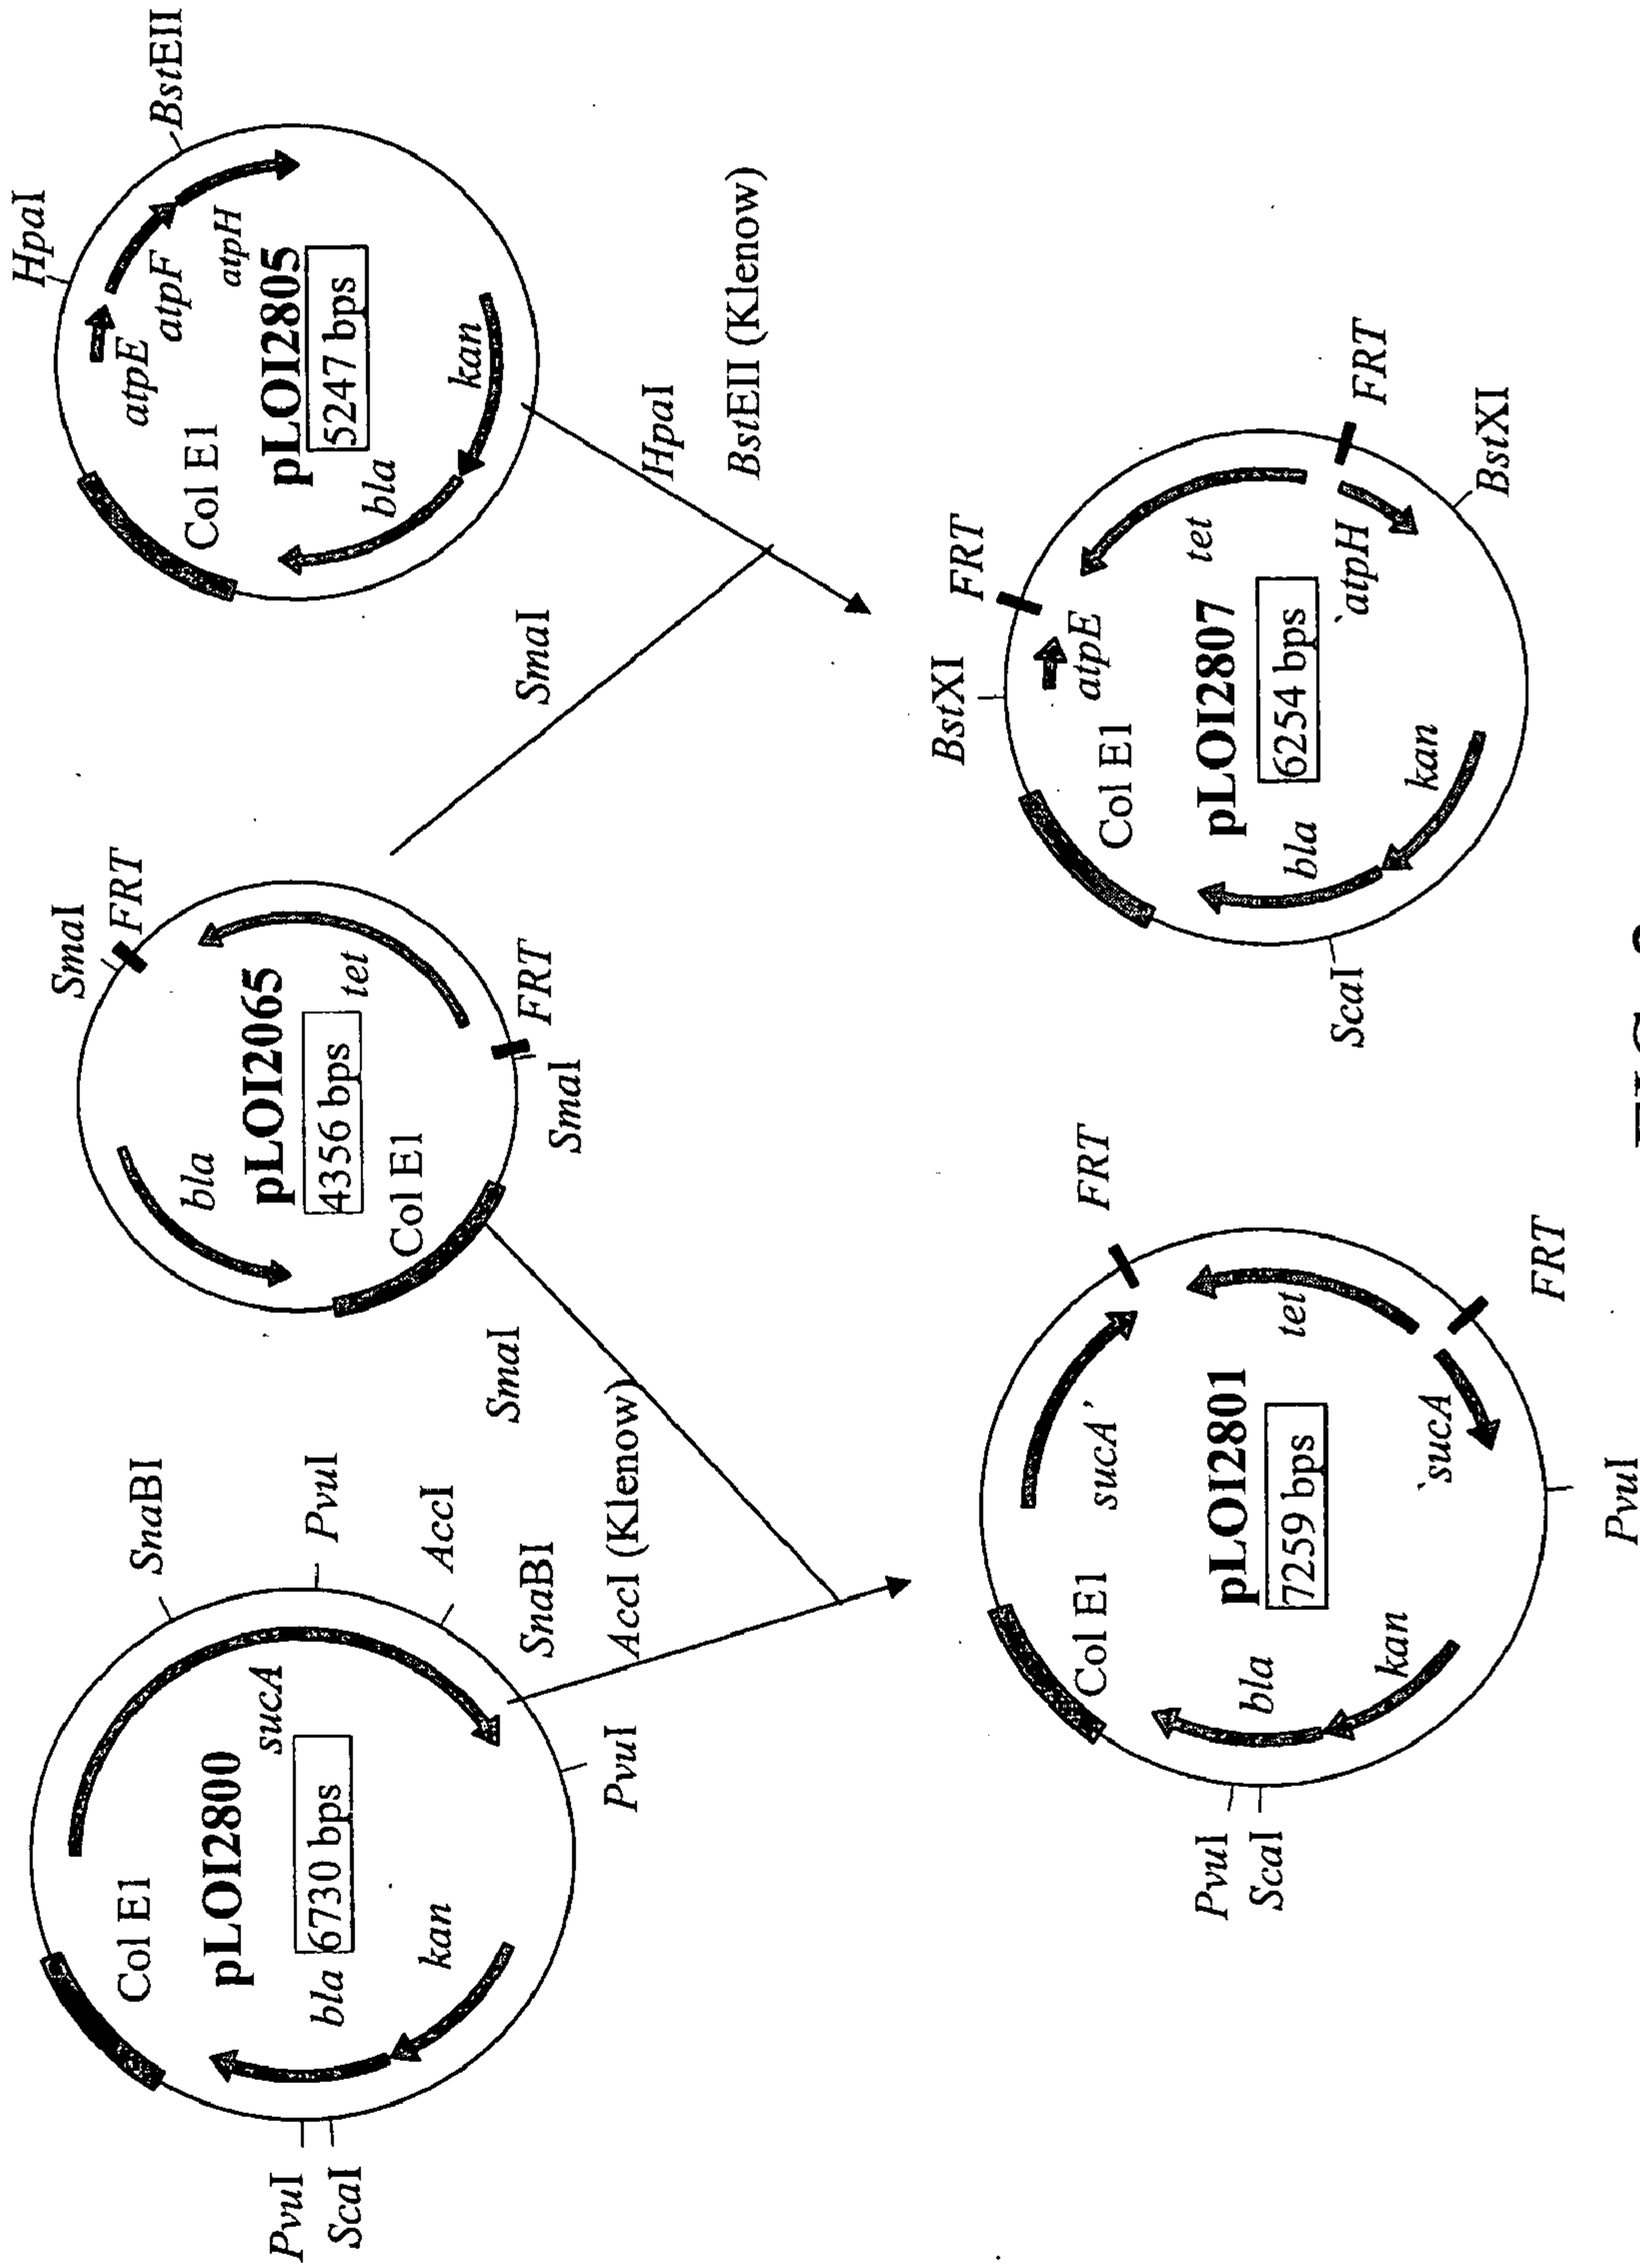 PvuI
ScaI
Col E1
pLOI2800
6730 bps
bla
kan
sucA
SnaBI
PvuI
AccI
PvuI
SnaBI
AccI (Klenow)
SmaI
bla
pLOI2065
4356 bps
Col E1
tet
SmaI
FRT
FRT
SmaI
SmaI
HpaI
BstEII
atpE
atpF
atpH
Col E1
pLOI2805
5247 bps
bla
kan
HpaI
BstEII (Klenow)
PvuI
ScaI
Col E1
sucA'
pLOI2801
7259 bps
bla
kan
tet
`sucA
FRT
FRT
PvuI
BstXI
FRT
atpE
Col E1
pLOI2807
6254 bps
tet
bla
kan
`atpH
FRT
BstXI
ScaI